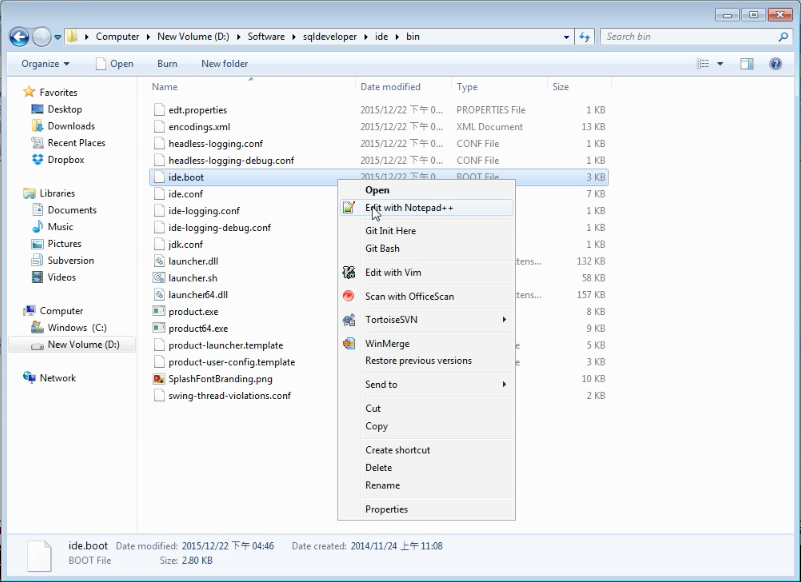 Computer New Volume (D:) Software sqldeveloper ide bin Search bin
Organize Open Burn New folder
Favorites
Desktop
Downloads
Recent Places
Dropbox
Libraries
Documents
Music
Pictures
Subversion
Videos
Computer
Windows (C:)
New Volume (D:)
Network
Name Date modified Type Size
edt.properties 2015/12/22 下午 0... PROPERTIES File 1 KB
encodings.xml 2015/12/22 下午 0... XML Document 13 KB
headless-logging.conf 2015/12/22 下午 0... CONF File 1 KB
headless-logging-debug.conf 2015/12/22 下午 0... CONF File 1 KB
ide.boot 2015/12/22 下午 0... BOOT File 3 KB
ide.conf 7 KB
ide-logging.conf 1 KB
ide-logging-debug.conf 1 KB
jdk.conf 1 KB
launcher.dll tens... 132 KB
launcher.sh 58 KB
launcher64.dll tens... 157 KB
product.exe 8 KB
product64.exe 9 KB
product-launcher.template e 5 KB
product-user-config.template e 3 KB
SplashFontBranding.png 10 KB
swing-thread-violations.conf 2 KB
Open
Edit with Notepad++
Git Init Here
Git Bash
Edit with Vim
Scan with OfficeScan
TortoiseSVN
WinMerge
Restore previous versions
Send to
Cut
Copy
Create shortcut
Delete
Rename
Properties
ide.boot Date modified: 2015/12/22 下午 04:46 Date created: 2014/11/24 上午 11:08
BOOT File Size: 2.80 KB